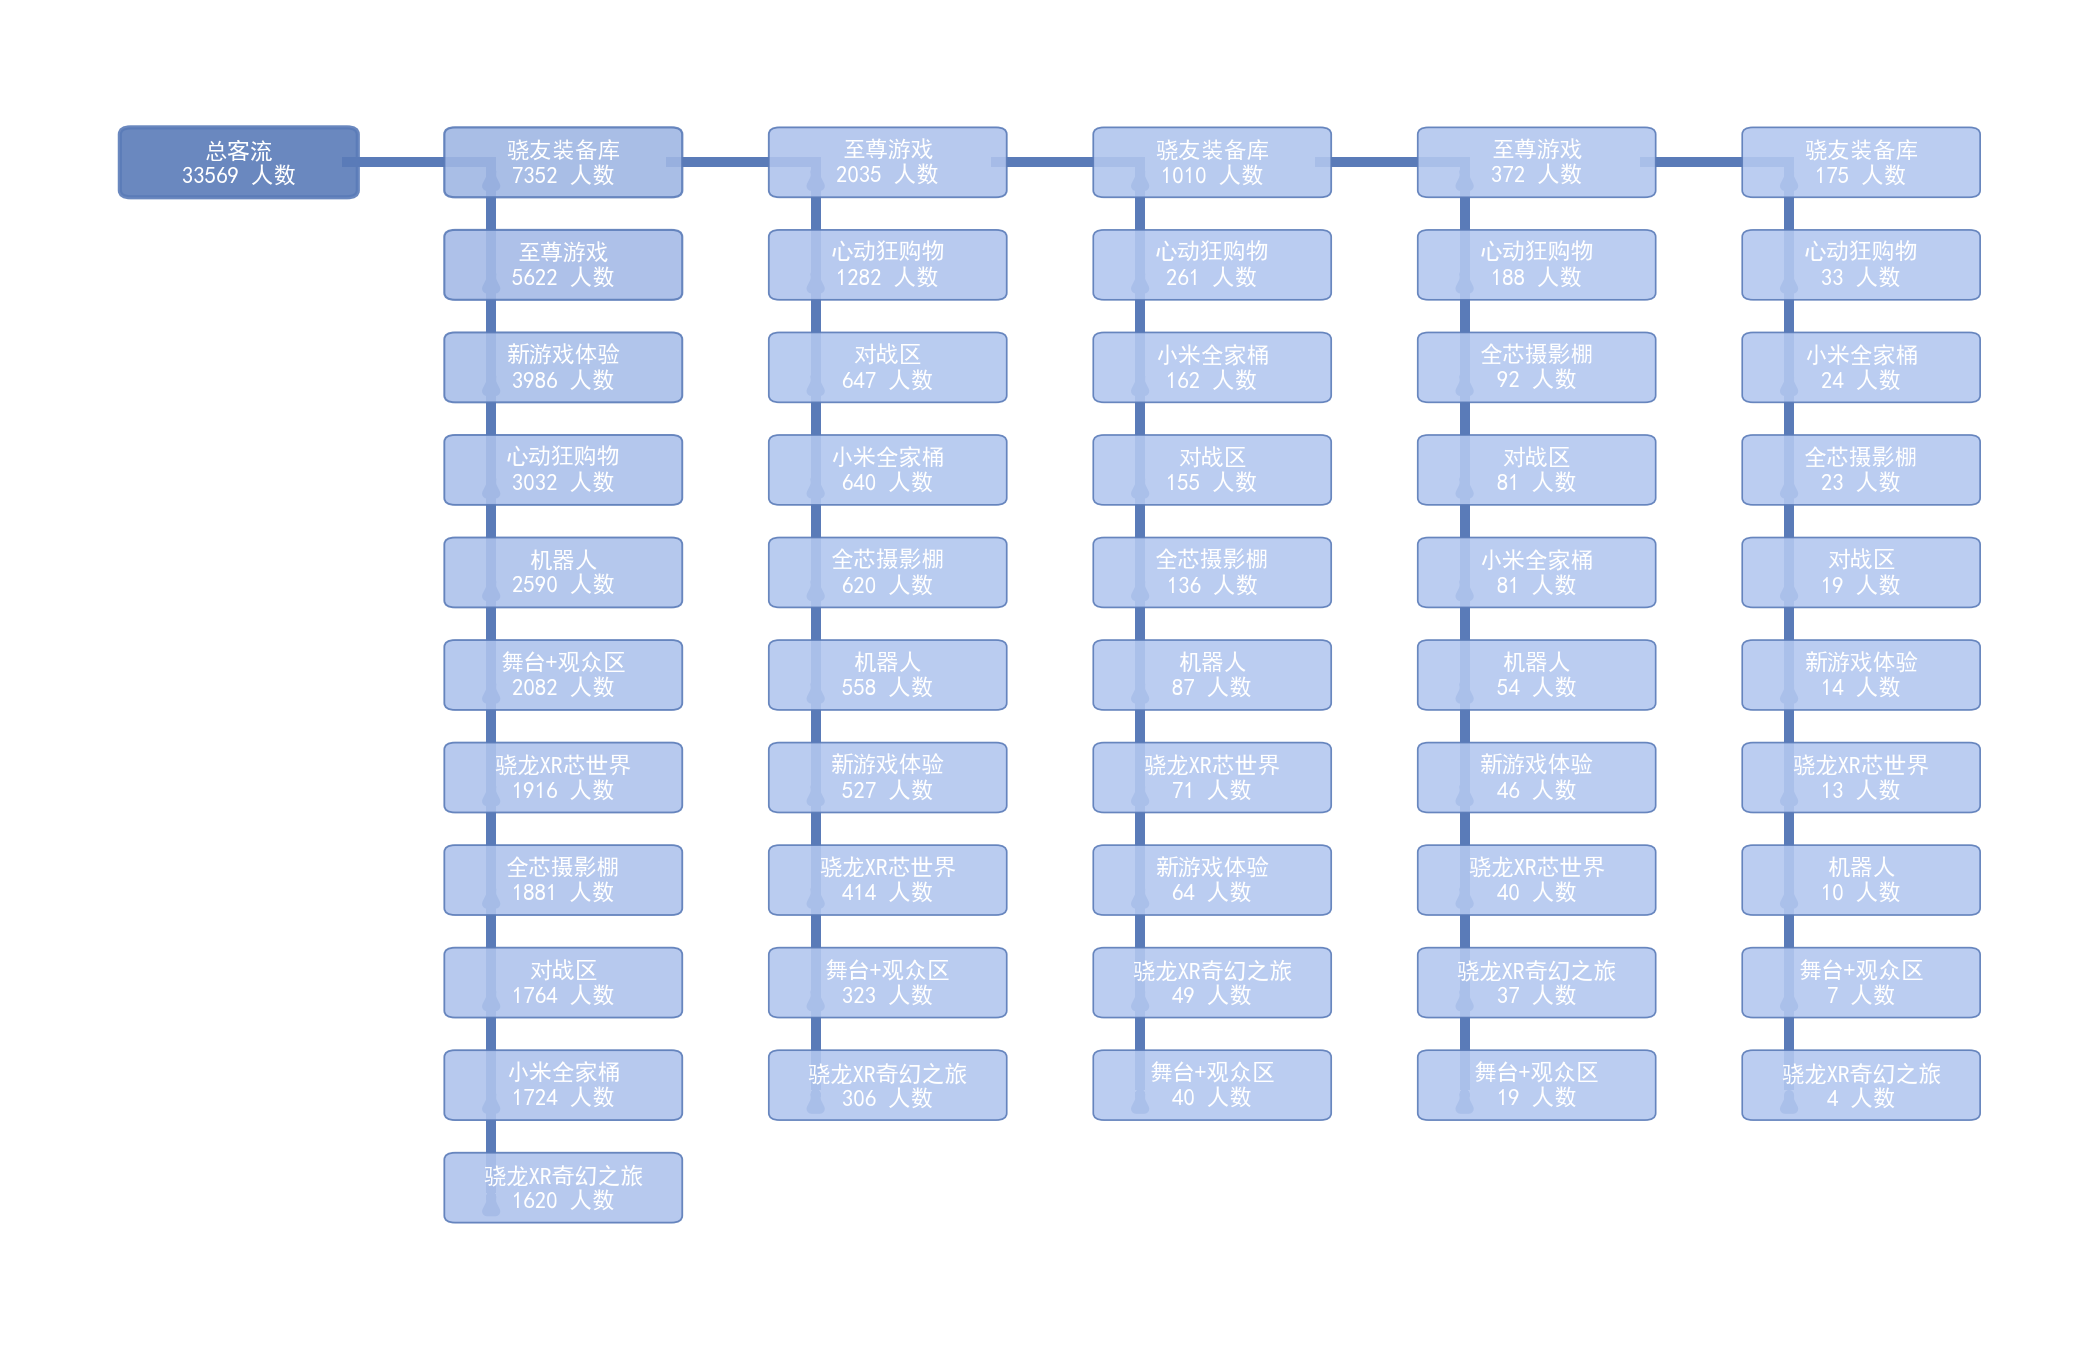 总客流
33569 人数
骁友装备库
7352 人数
至尊游戏
5622 人数
新游戏体验
3986 人数
心动狂购物
3032 人数
机器人
2590 人数
舞台+观众区
2082 人数
骁龙XR芯世界
1916 人数
全芯摄影棚
1881 人数
对战区
1764 人数
小米全家桶
1724 人数
骁龙XR奇幻之旅
1620 人数
至尊游戏
2035 人数
心动狂购物
1282 人数
对战区
647 人数
小米全家桶
640 人数
全芯摄影棚
620 人数
机器人
558 人数
新游戏体验
527 人数
骁龙XR芯世界
414 人数
舞台+观众区
323 人数
骁龙XR奇幻之旅
306 人数
骁友装备库
1010 人数
心动狂购物
261 人数
小米全家桶
162 人数
对战区
155 人数
全芯摄影棚
136 人数
机器人
87 人数
骁龙XR芯世界
71 人数
新游戏体验
64 人数
骁龙XR奇幻之旅
49 人数
舞台+观众区
40 人数
至尊游戏
372 人数
心动狂购物
188 人数
全芯摄影棚
92 人数
对战区
81 人数
小米全家桶
81 人数
机器人
54 人数
新游戏体验
46 人数
骁龙XR芯世界
40 人数
骁龙XR奇幻之旅
37 人数
舞台+观众区
19 人数
骁友装备库
175 人数
心动狂购物
33 人数
小米全家桶
24 人数
全芯摄影棚
23 人数
对战区
19 人数
新游戏体验
14 人数
骁龙XR芯世界
13 人数
机器人
10 人数
舞台+观众区
7 人数
骁龙XR奇幻之旅
4 人数